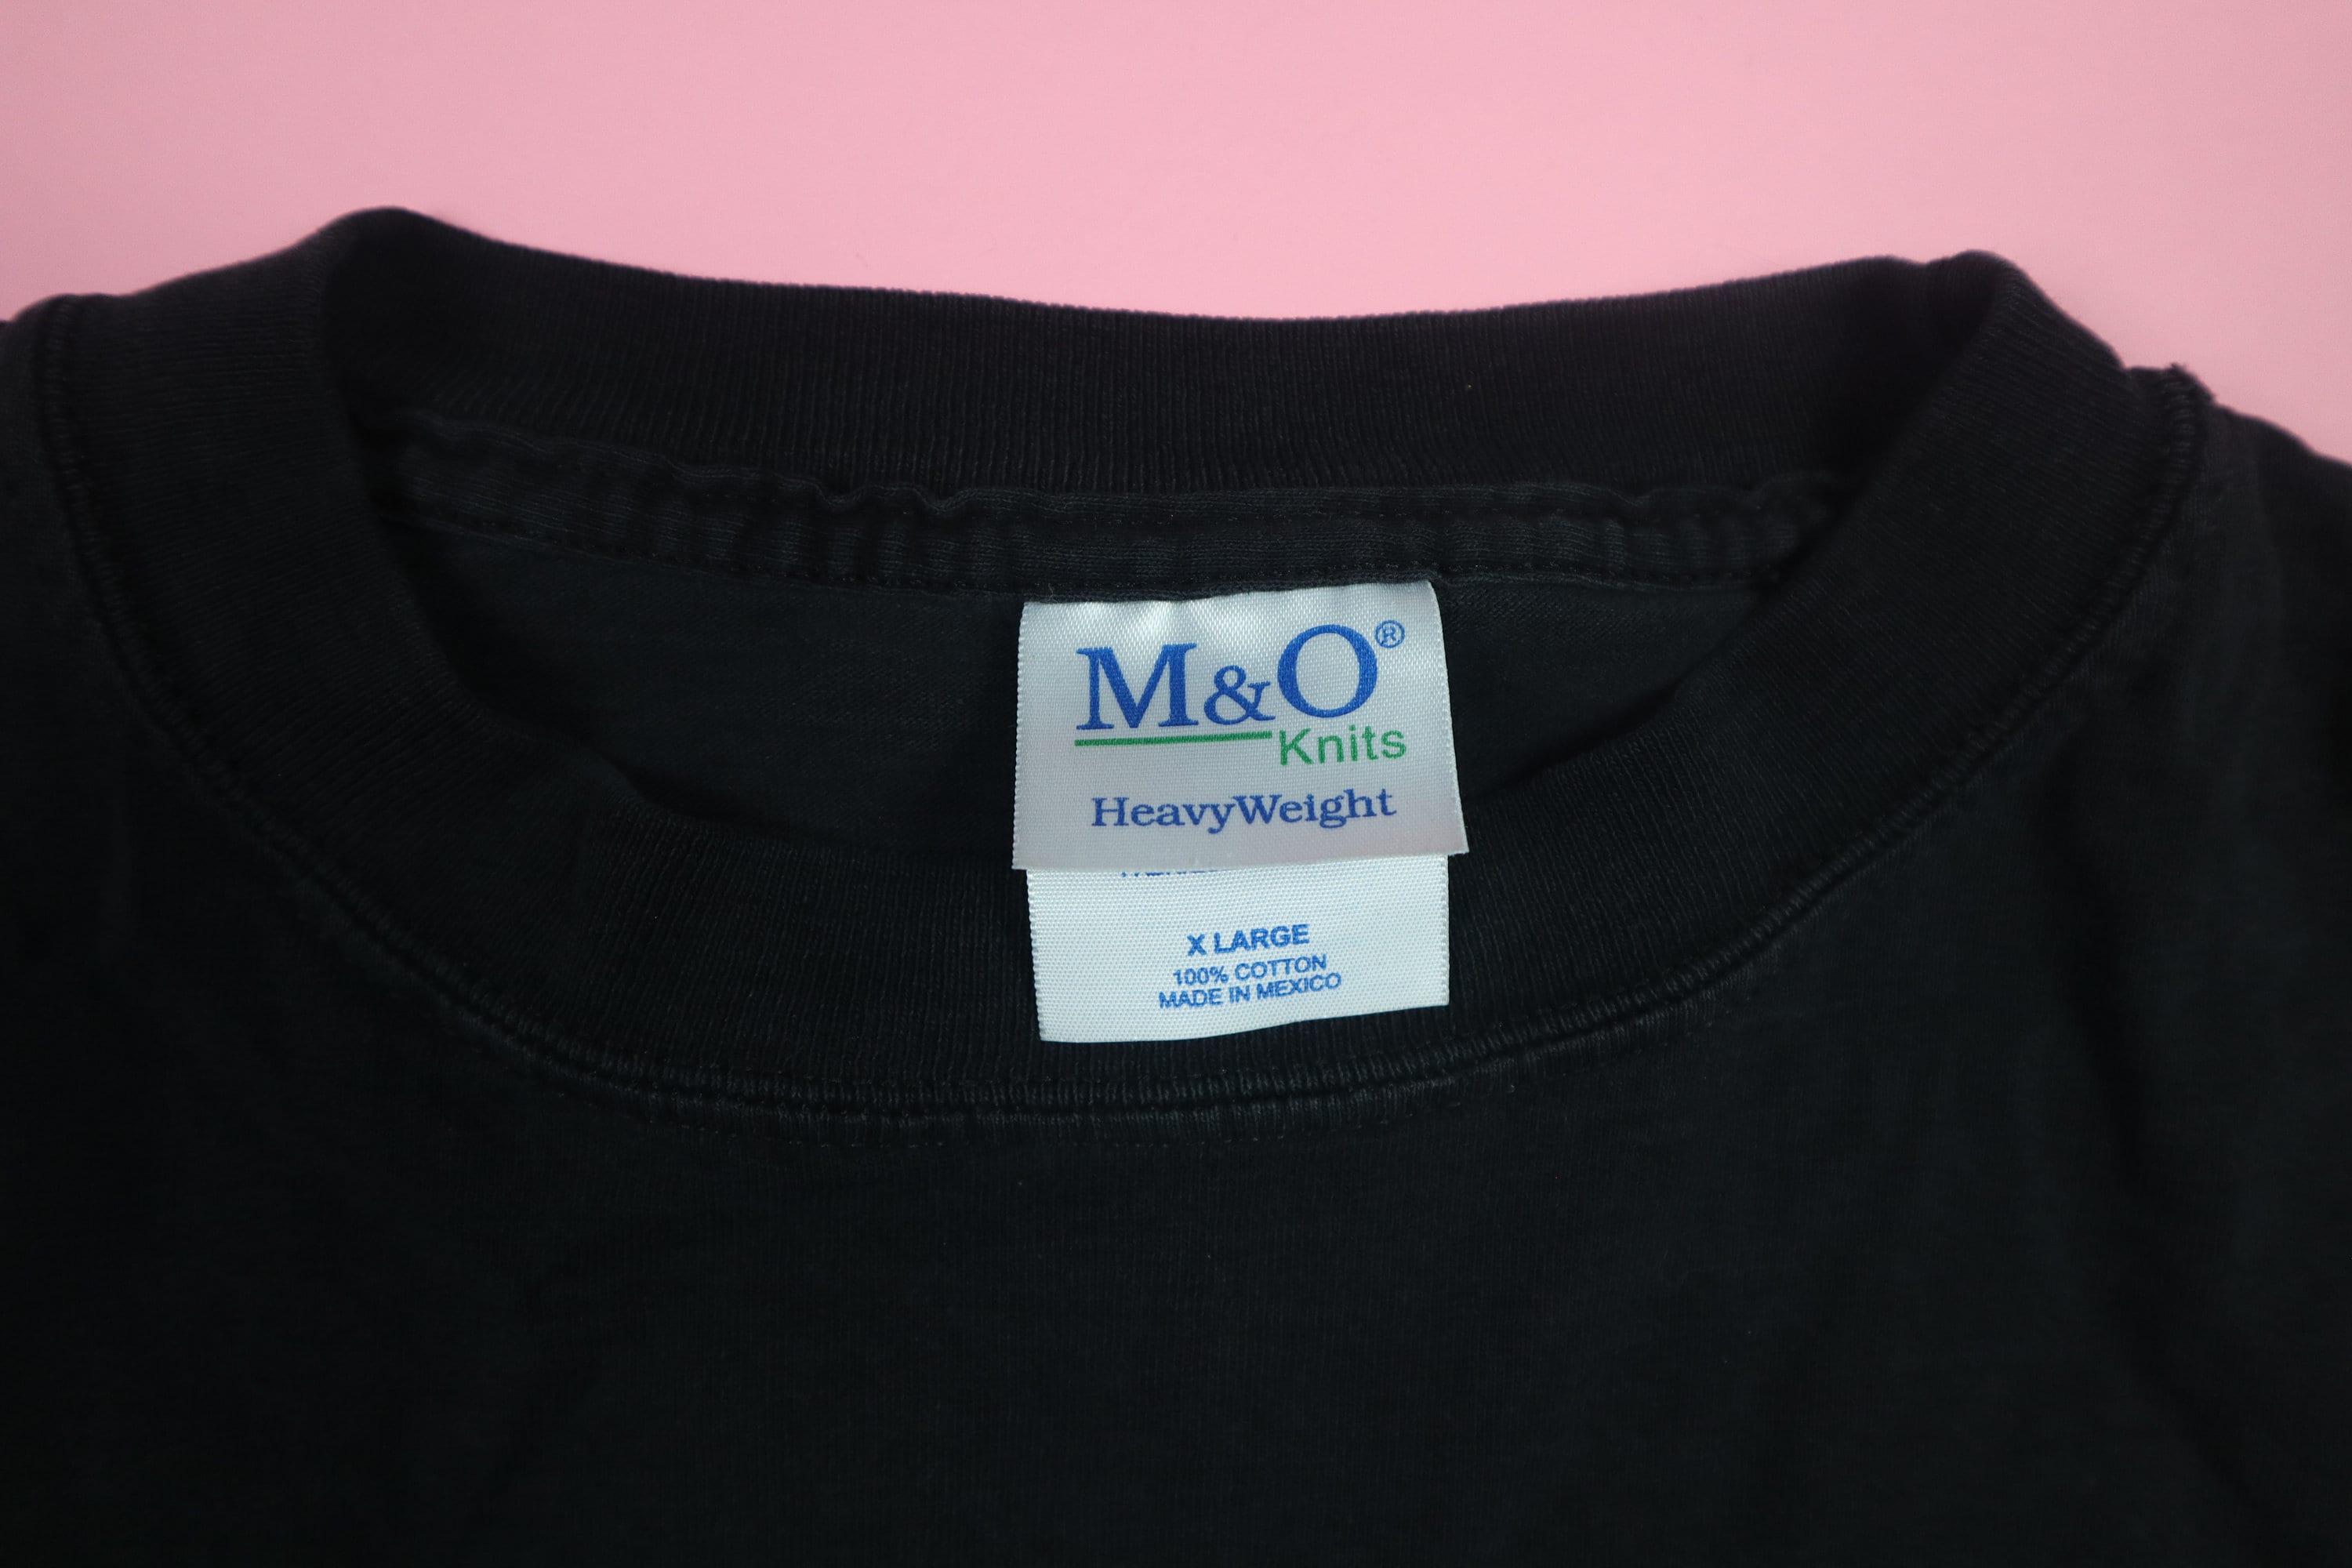 M&O®
Knits
HeavyWeight
X LARGE
100% COTTON
MADE IN MEXICO